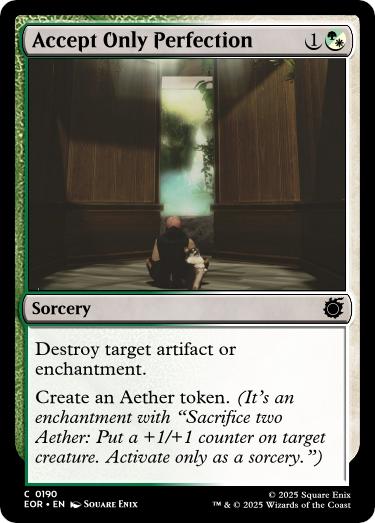 Accept Only Perfection 1
Sorcery
Destroy target artifact or
enchantment.
Create an Aether token. (It's an
enchantment with “Sacrifice two
Aether: Put a +1/+1 counter on target
creature. Activate only as a sorcery.”)
C 0190
EOR • EN Square Enix
© 2025 Square Enix
™ & © 2025 Wizards of the Coast